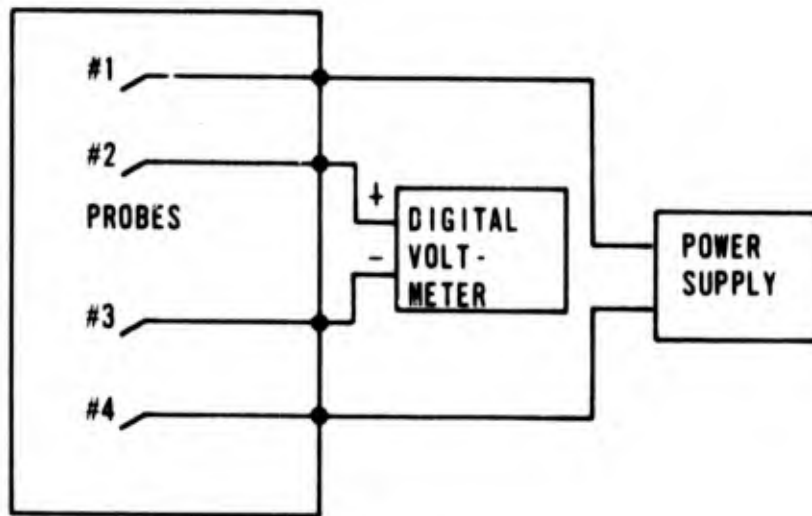 #1
#2
PROBES
#3
#4
+
-
DIGITAL
VOLT-
METER
POWER
SUPPLY